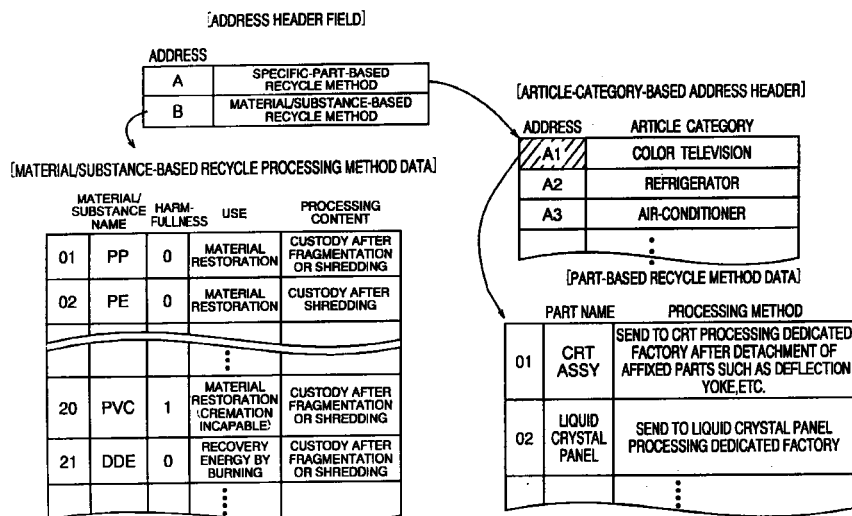 [ADDRESS HEADER FIELD]
ADDRESS
A
SPECIFIC-PART-BASED
RECYCLE METHOD
B
MATERIAL/SUBSTANCE-BASED
RECYCLE METHOD
[MATERIAL/SUBSTANCE-BASED RECYCLE PROCESSING METHOD DATA]
MATERIAL/
SUBSTANCE
NAME
HARM-
FULLNESS
USE
PROCESSING
CONTENT
01
PP
0
MATERIAL
RESTORATION
CUSTODY AFTER
FRAGMENTATION
OR SHREDDING
02
PE
0
MATERIAL
RESTORATION
CUSTODY AFTER
SHREDDING
20
PVC
1
MATERIAL
RESTORATION
(CREMATION
INCAPABLE)
CUSTODY AFTER
FRAGMENTATION
OR SHREDDING
21
DDE
0
RECOVERY
ENERGY BY
BURNING
CUSTODY AFTER
FRAGMENTATION
OR SHREDDING
[ARTICLE-CATEGORY-BASED ADDRESS HEADER]
ADDRESS
ARTICLE CATEGORY
A1
COLOR TELEVISION
A2
REFRIGERATOR
A3
AIR-CONDITIONER
[PART-BASED RECYCLE METHOD DATA]
PART NAME
PROCESSING METHOD
01
CRT
ASSY
SEND TO CRT PROCESSING DEDICATED
FACTORY AFTER DETACHMENT OF
AFFIXED PARTS SUCH AS DEFLECTION
YOKE,ETC.
02
LIQUID
CRYSTAL
PANEL
SEND TO LIQUID CRYSTAL PANEL
PROCESSING DEDICATED FACTORY